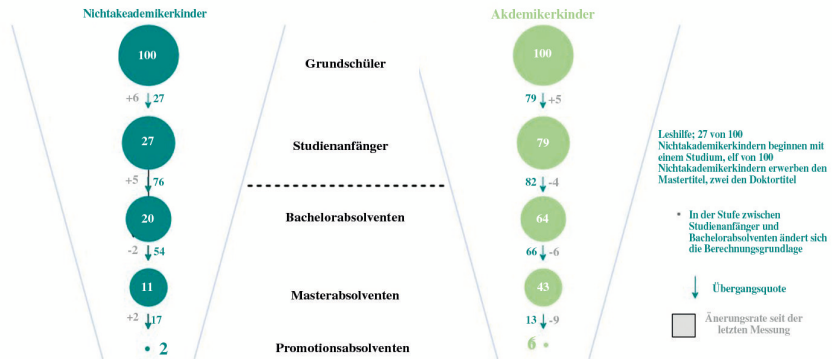 Nichtakeademikerkinder
Akdemikerkinder
100
Grundschüler
100
+6
27
79
+5
27
Studienanfänger
79
+5
76
82
-4
20
Bachelorabsolventen
64
-2
54
66
-6
11
Masterabsolventen
43
+2
17
13
-9
2
Promotionsabsolventen
6
Leshilfe; 27 von 100
Nichtakademikerkindern beginnen mit
einem Studium, elf von 100
Nichtakademikerkindern erwerben den
Mastertitel, zwei den Doktortitel
In der Stufe zwischen
Studienanfänger und
Bachelorabsolventen ändert sich
die Berechnungsgrundlage
Übergangsquote
Änerungsrate seit der
letzten Messung